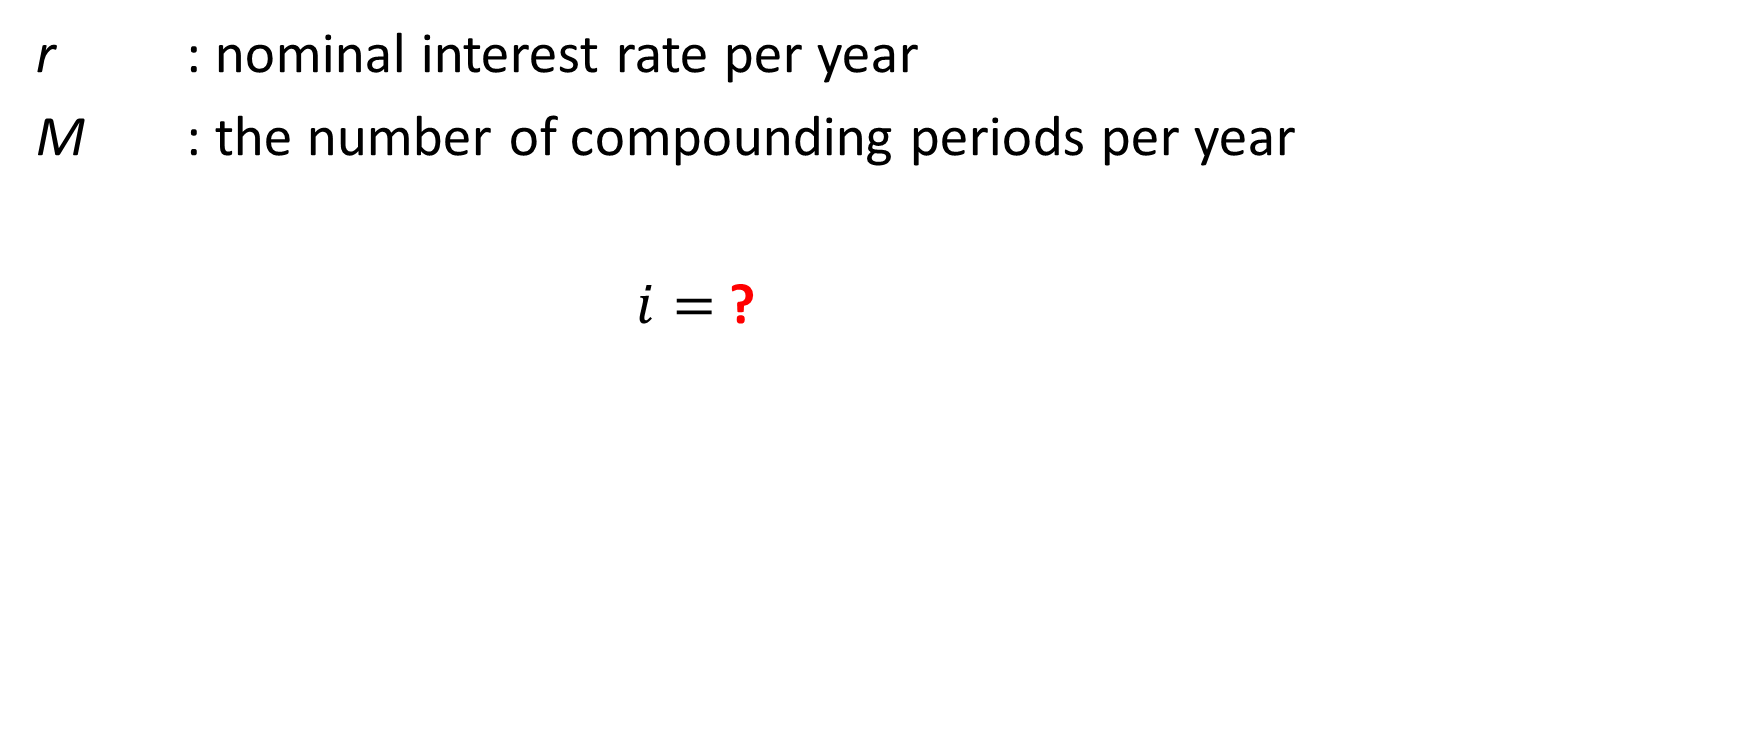 r : nominal interest rate per year
M : the number of compounding periods per year
i = ?